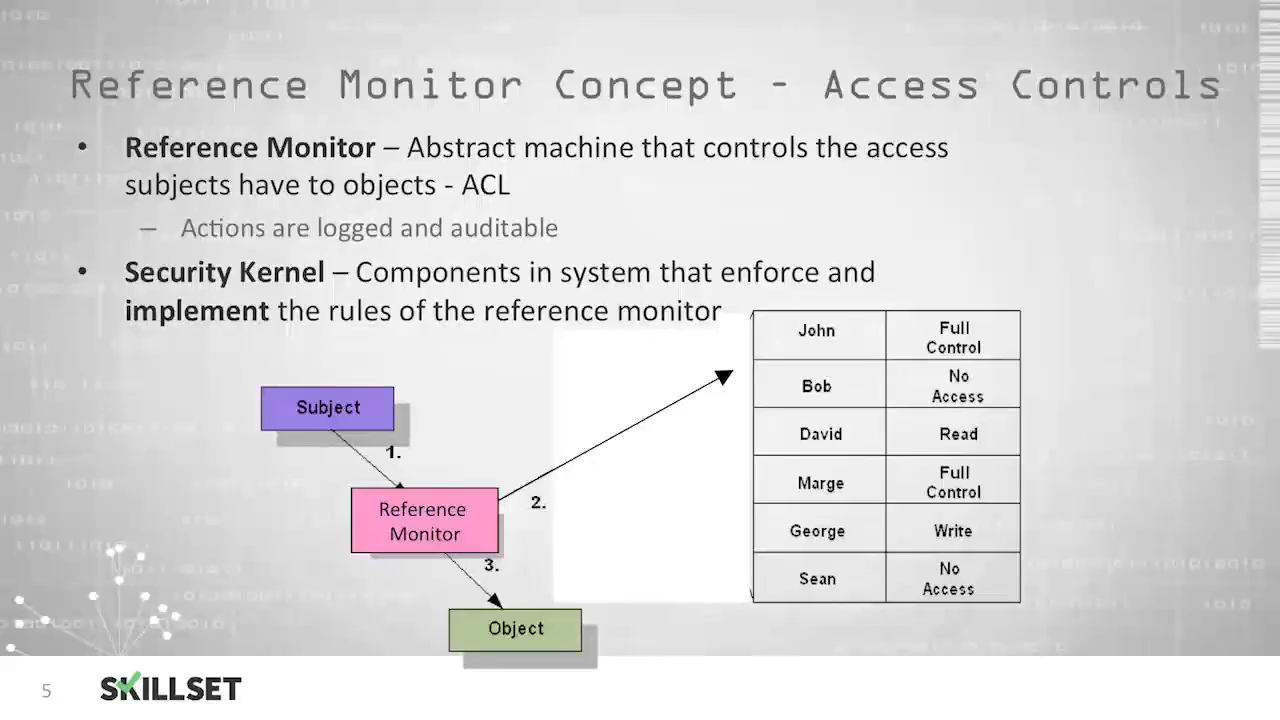 Reference Monitor Concept - Access Controls
• Reference Monitor – Abstract machine that controls the access
subjects have to objects - ACL
– Actions are logged and auditable
• Security Kernel – Components in system that enforce and
implement the rules of the reference monitor
Subject
1.
Reference
Monitor
2.
3.
Object
John Full
Control
Bob No
Access
David Read
Marge Full
Control
George Write
Sean No
Access
5
SKILLSET